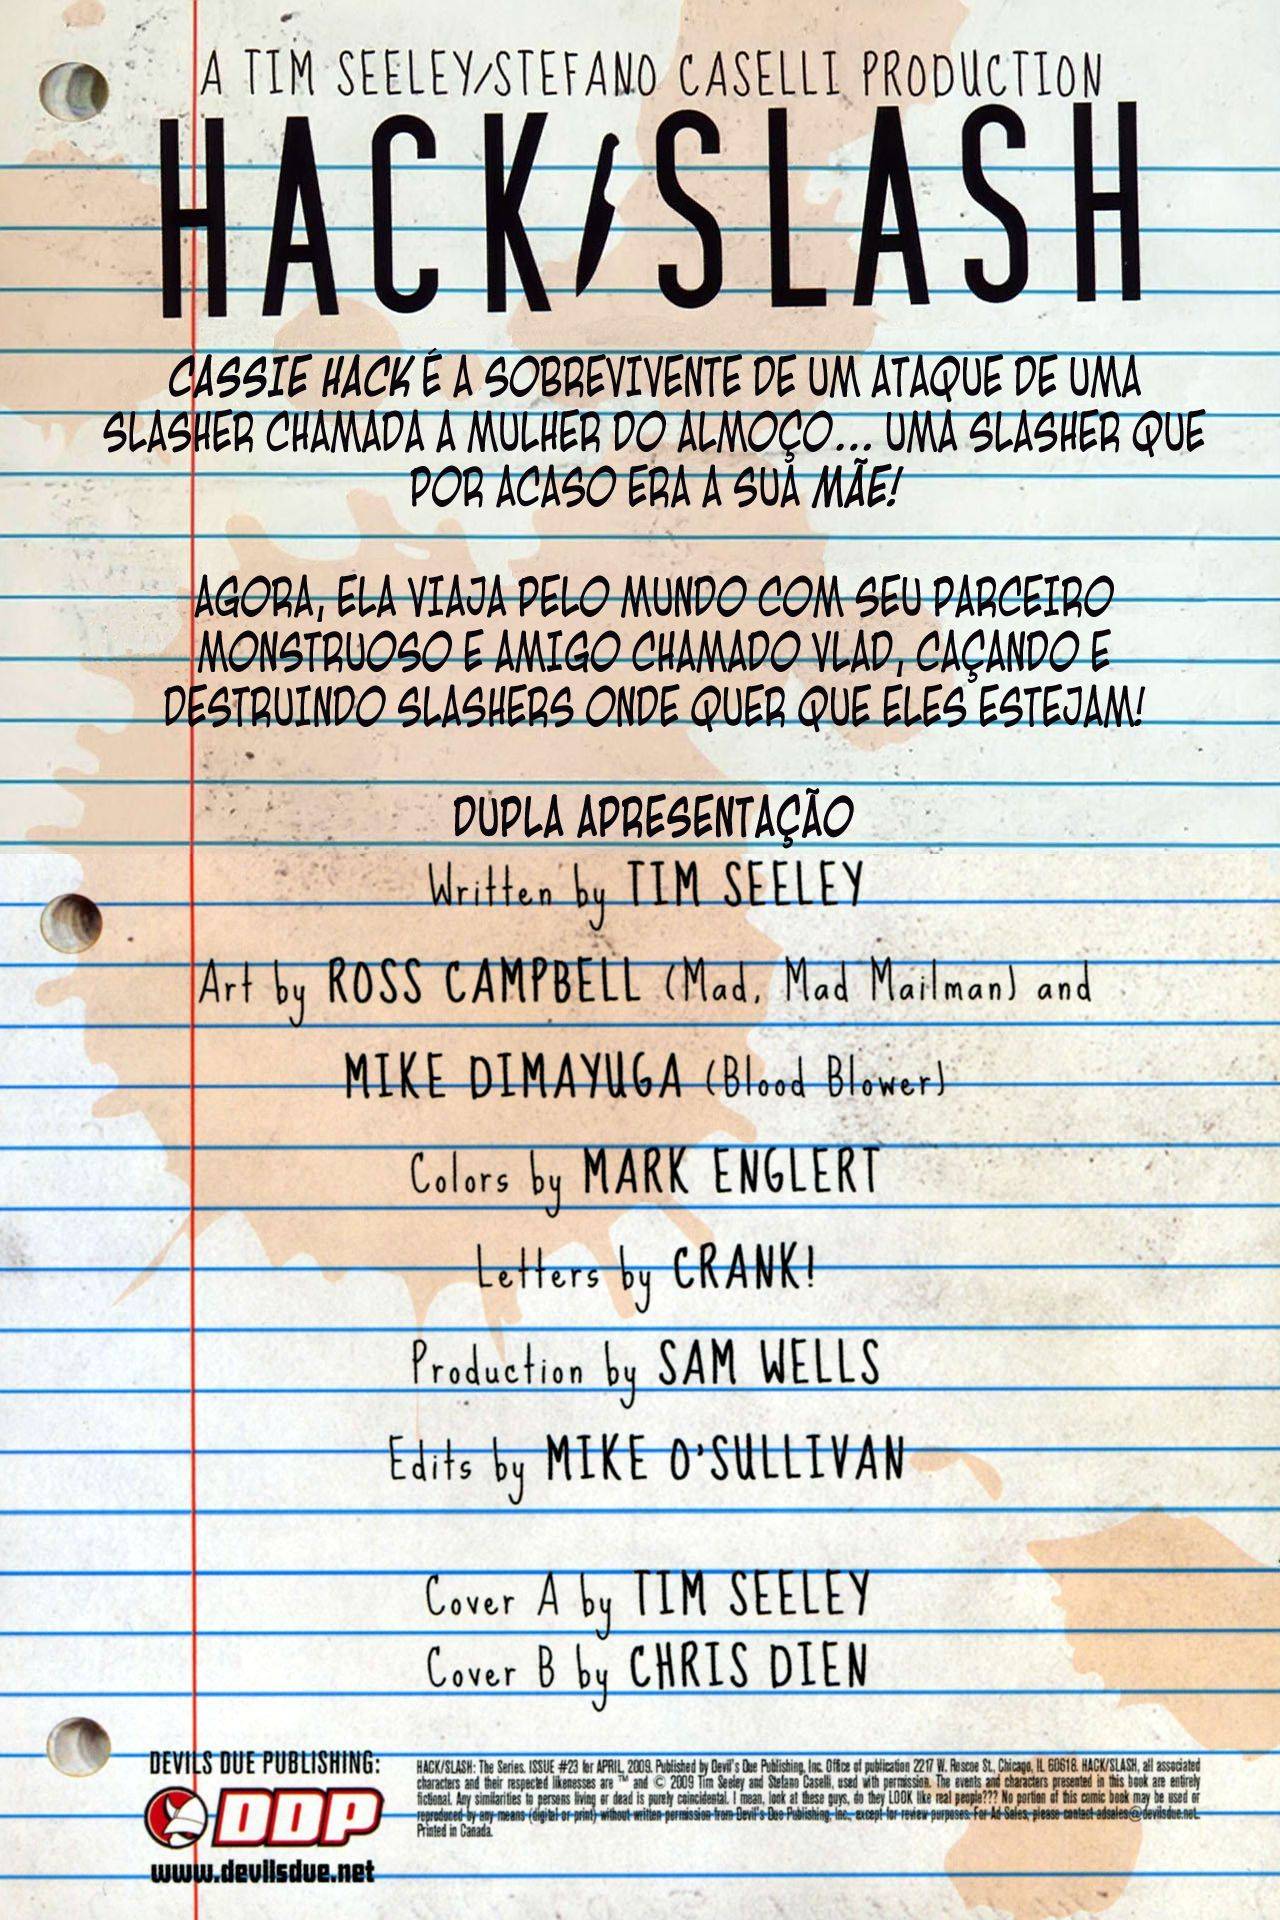 A TIM SEELEY/STEFANO CASELLI PRODUCTION
HACK/SLASH
CASSIE HACK É A SOBREVIVENTE DE UM ATAQUE DE UMA
SLASHER CHAMADA A MULHER DO ALMOÇO... UMA SLASHER QUE
POR ACASO ERA A SUA MÃE!
AGORA, ELA VIAJA PELO MUNDO COM SEU PARCEIRO
MONSTRUOSO E AMIGO CHAMADO VLAD, CAÇANDO E
DESTRUINDO SLASHERS ONDE QUER QUE ELES ESTEJAM!
DUPLA APRESENTAÇÃO
Written by TIM SEELEY
Art by ROSS CAMPBELL (Mad, Mad Mailman) and
MIKE DIMAYUGA (Blood Blower)
Colors by MARK ENGLERT
Letters by CRANK!
Production by SAM WELLS
Edits by MIKE O'SULLIVAN
Cover A by TIM SEELEY
Cover B by CHRIS DIEN
DEVILS DUE PUBLISHING:
DDP
www.devilsdue.net
HACK/SLASH: The Series. ISSUE #23 for APRIL, 2009. Published by Devil's Due Publishing, Inc. Office of publication 2217 W. Roscoe St., Chicago, IL 60618. HACK/SLASH, all associated
characters and their respected likenesses are ™ and © 2009 Tim Seeley and Stefano Caselli, used with permission. The events and characters presented in this book are entirely
fictional. Any similarities to persons living or dead is purely coincidental. I mean, look at these guys, do they LOOK like real people??? No portion of this comic book may be used or
reproduced by any means (digital or print) without written permission from Devil's Due Publishing, Inc., except for review purposes. For Ad Sales, please contact adsales@devilsdue.net.
Printed in Canada.